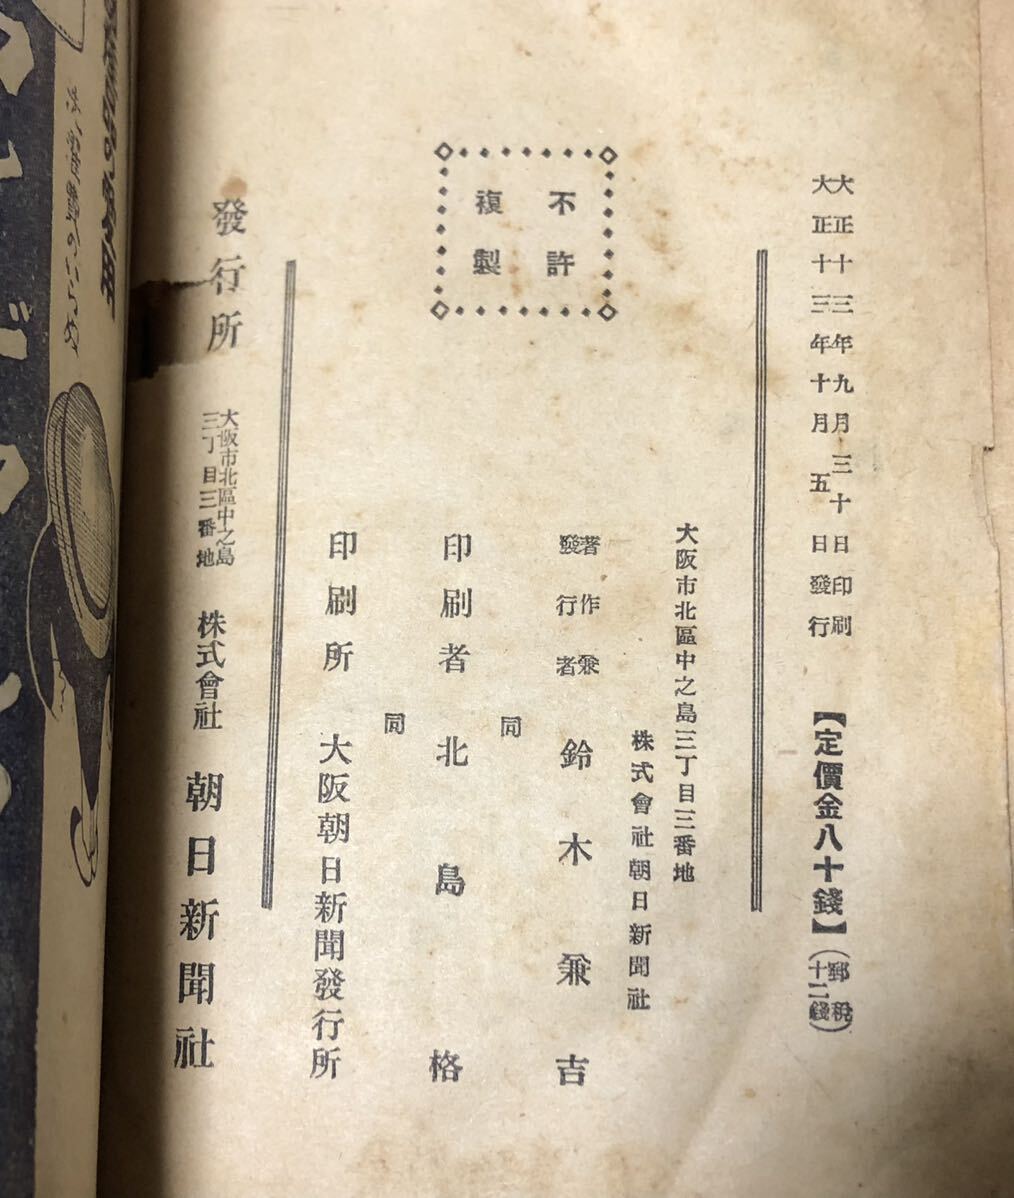 大正十三年九月三十日印刷
大正十三年十月五日發行
【定價金八十錢】
(郵税十二錢)
大阪市北區中之島三丁目三番地
株式會社朝日新聞社
著作兼發行者 鈴木兼吉
同
印刷者 北島格
同
印刷所 大阪朝日新聞發行所
不許複製
發行所 大阪市北區中之島三丁目三番地 株式會社 朝日新聞社